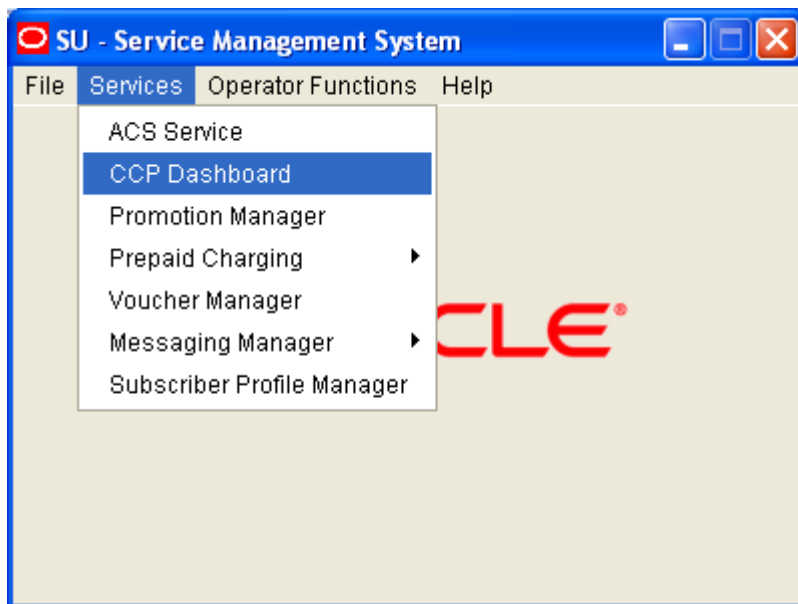 SU - Service Management System
File Services Operator Functions Help
ACS Service
CCP Dashboard
Promotion Manager
Prepaid Charging
Voucher Manager
Messaging Manager
Subscriber Profile Manager
CLE®